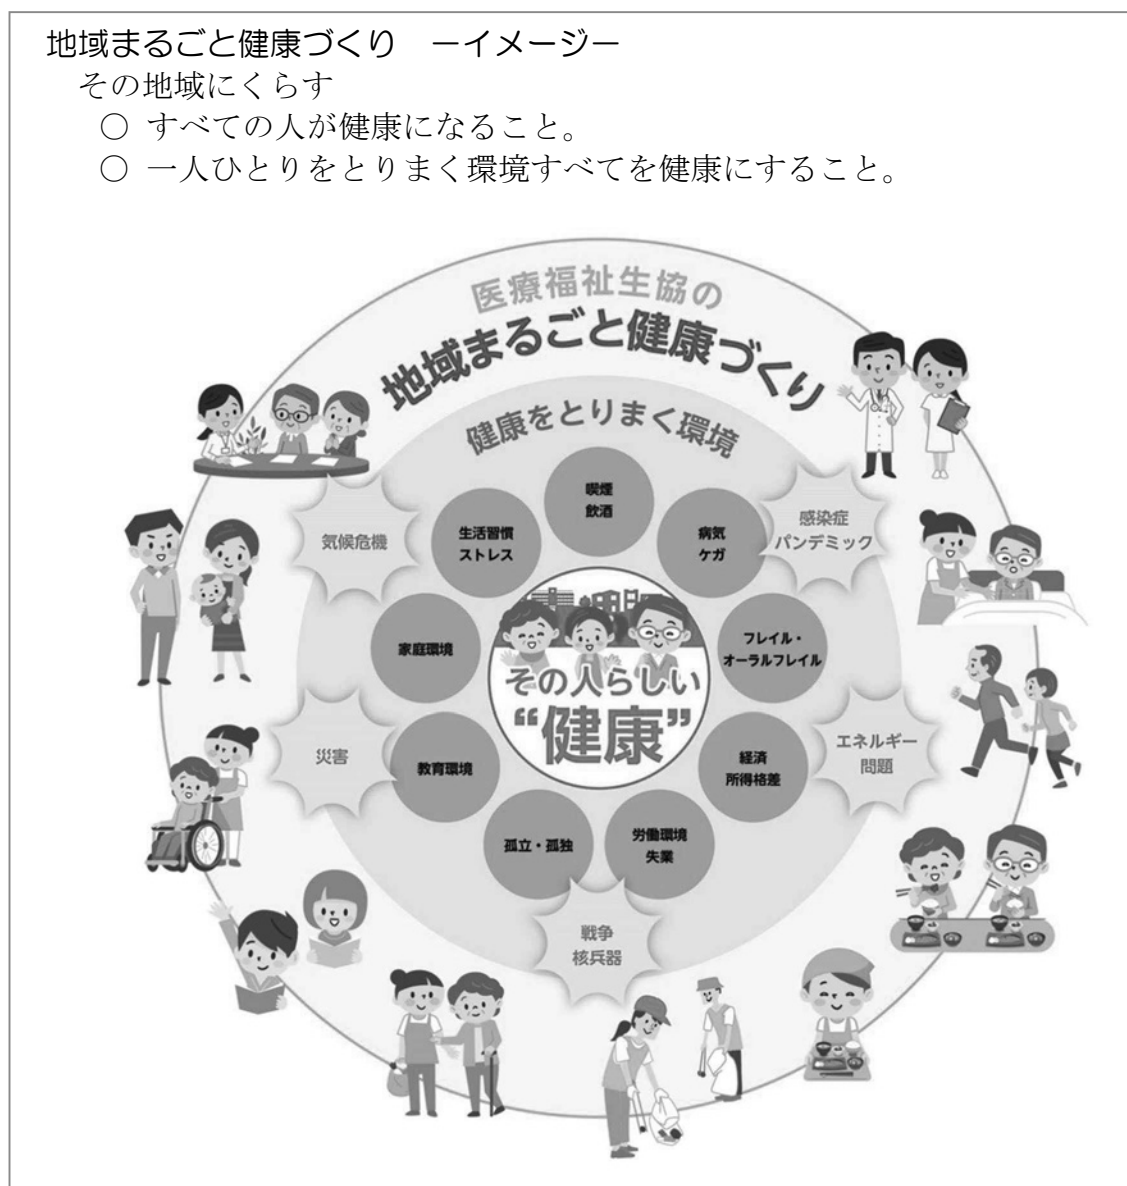 地域まるごと健康づくり　－イメージ－
その地域にくらす
○ すべての人が健康になること。
○ 一人ひとりをとりまく環境すべてを健康にすること。
医療福祉生協の
地域まるごと健康づくり
健康をとりまく環境
喫煙
飲酒
生活習慣
ストレス
病気
ケガ
気候危機
感染症
パンデミック
家庭環境
フレイル・
オーラルフレイル
その人らしい
“健康”
災害
教育環境
経済
所得格差
エネルギー
問題
孤立・孤独
労働環境
失業
戦争
核兵器